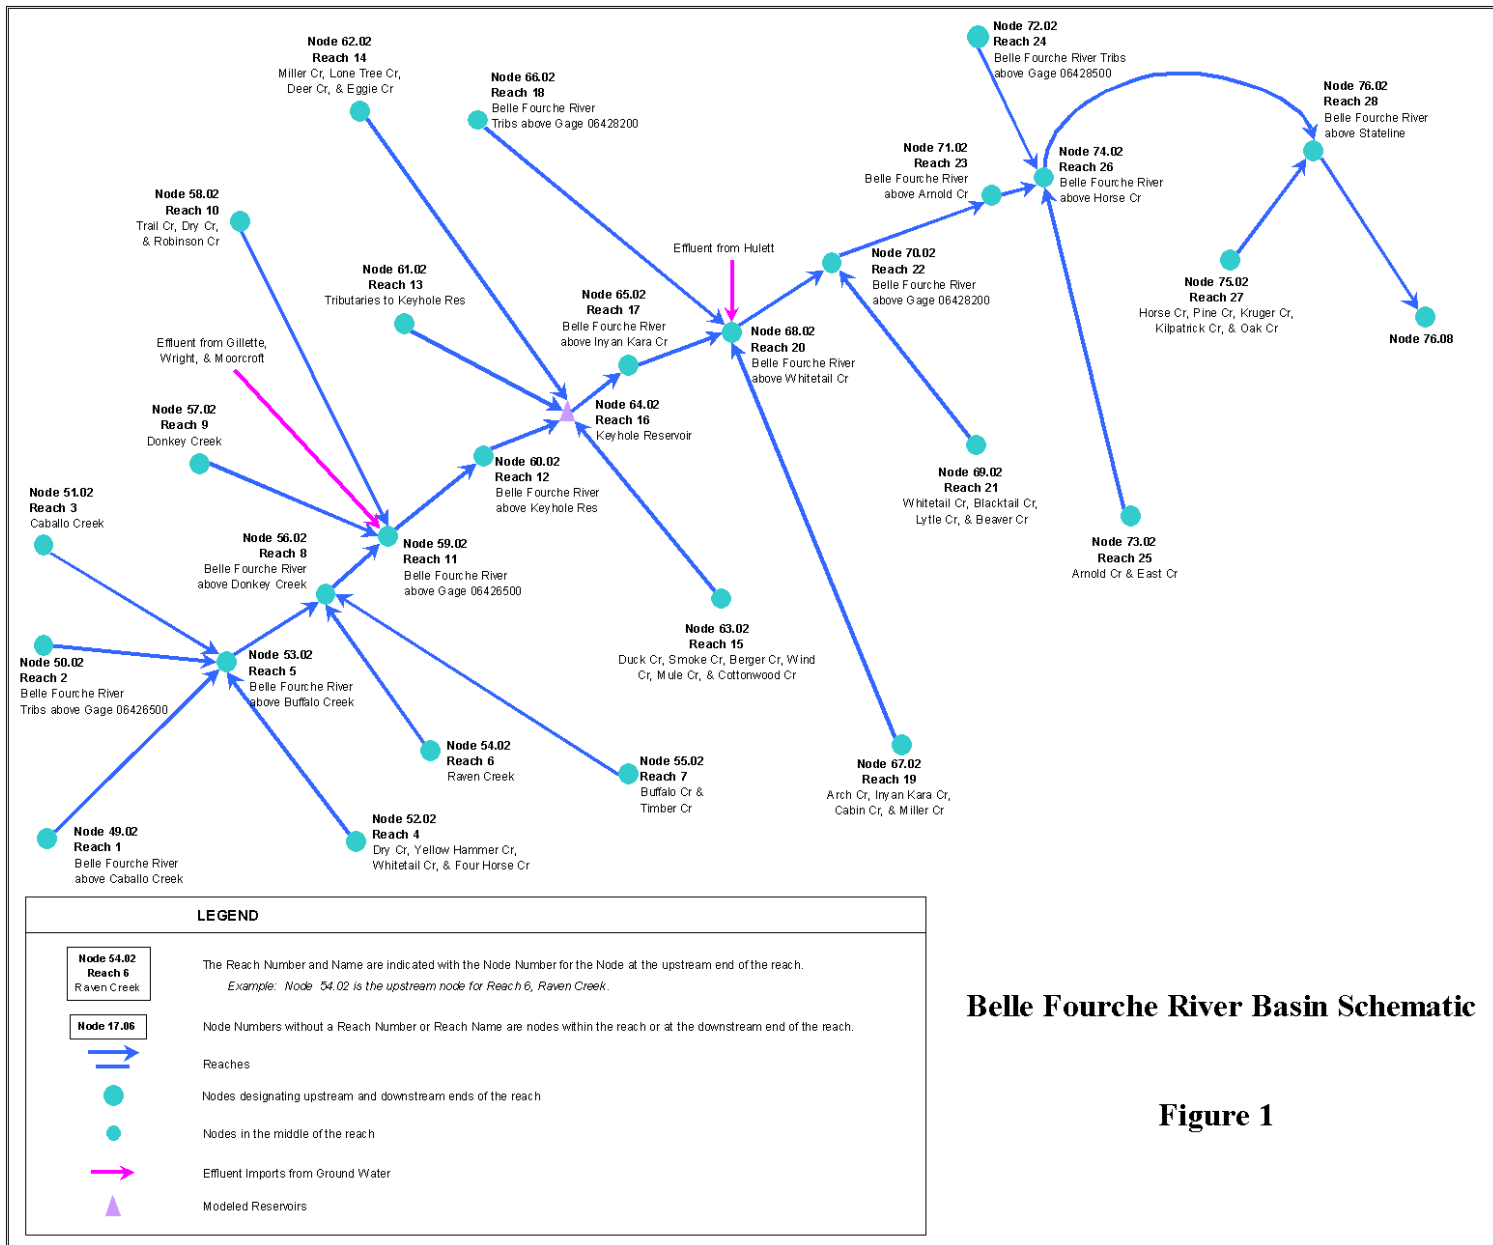 Node 62.02
Reach 14
Miller Cr, Lone Tree Cr,
Deer Cr, & Eggie Cr
Node 66.02
Reach 18
Belle Fourche River
Tribs above Gage 06428200
Node 72.02
Reach 24
Belle Fourche River Tribs
above Gage 06428500
Node 76.02
Reach 28
Belle Fourche River
above Stateline
Node 71.02
Reach 23
Belle Fourche River
above Arnold Cr
Node 74.02
Reach 26
Belle Fourche River
above Horse Cr
Node 58.02
Reach 10
Trail Cr, Dry Cr,
& Robinson Cr
Effluent from Hulett
Node 61.02
Reach 13
Tributaries to Keyhole Res
Node 65.02
Reach 17
Belle Fourche River
above Inyan Kara Cr
Node 70.02
Reach 22
Belle Fourche River
above Gage 06428200
Node 75.02
Reach 27
Horse Cr, Pine Cr, Kruger Cr,
Kilpatrick Cr, & Oak Cr
Node 76.08
Effluent from Gillette,
Wright, & Moorcroft
Node 68.02
Reach 20
Belle Fourche River
above Whitetail Cr
Node 57.02
Reach 9
Donkey Creek
Node 64.02
Reach 16
Keyhole Reservoir
Node 60.02
Reach 12
Belle Fourche River
above Keyhole Res
Node 69.02
Reach 21
Whitetail Cr, Blacktail Cr,
Lytle Cr, & Beaver Cr
Node 51.02
Reach 3
Caballo Creek
Node 56.02
Reach 8
Belle Fourche River
above Donkey Creek
Node 59.02
Reach 11
Belle Fourche River
above Gage 06426500
Node 73.02
Reach 25
Arnold Cr & East Cr
Node 63.02
Reach 15
Duck Cr, Smoke Cr, Berger Cr, Wind
Cr, Mule Cr, & Cottonwood Cr
Node 50.02
Reach 2
Belle Fourche River
Tribs above Gage 06426500
Node 53.02
Reach 5
Belle Fourche River
above Buffalo Creek
Node 54.02
Reach 6
Raven Creek
Node 55.02
Reach 7
Buffalo Cr &
Timber Cr
Node 67.02
Reach 19
Arch Cr, Inyan Kara Cr,
Cabin Cr, & Miller Cr
Node 49.02
Reach 1
Belle Fourche River
above Caballo Creek
Node 52.02
Reach 4
Dry Cr, Yellow Hammer Cr,
Whitetail Cr, & Four Horse Cr
LEGEND
Node 54.02
Reach 6
Raven Creek
The Reach Number and Name are indicated with the Node Number for the Node at the upstream end of the reach.
Example: Node 54.02 is the upstream node for Reach 6, Raven Creek.
Node 17.06
Node Numbers without a Reach Number or Reach Name are nodes within the reach or at the downstream end of the reach.
Reaches
Nodes designating upstream and downstream ends of the reach
Nodes in the middle of the reach
Effluent Imports from Ground Water
Modeled Reservoirs
Belle Fourche River Basin Schematic
Figure 1